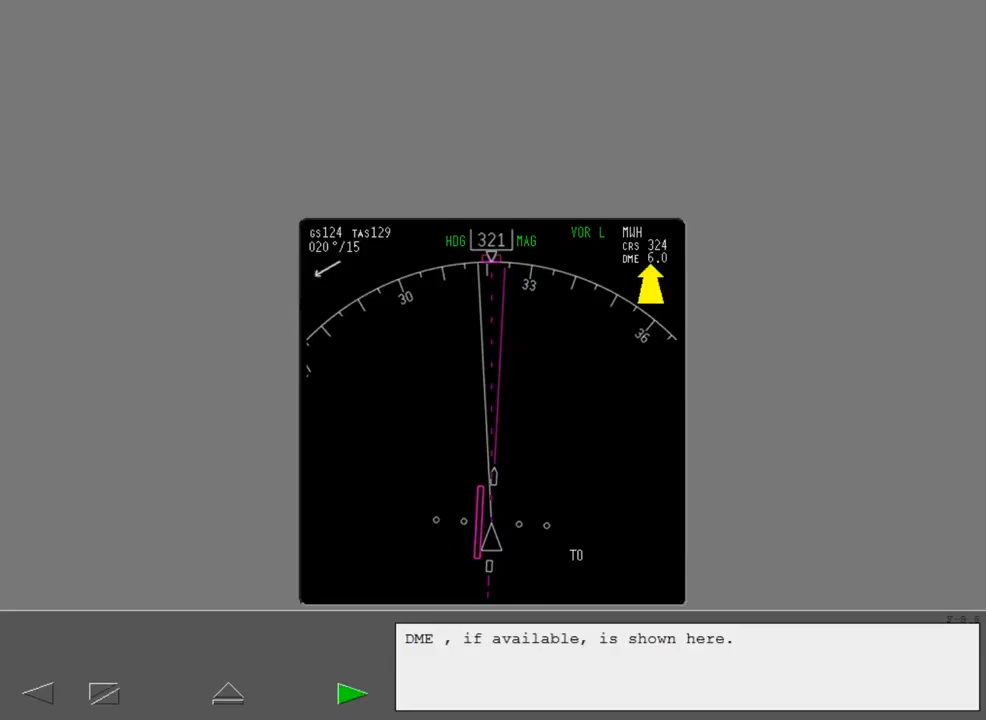 GS124 TAS129
020°/15
HDG 321 MAG
VOR L
MWH
CRS 324
DME 6.0
30
33
36
TO
DME , if available, is shown here.